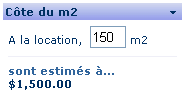 Côte du m2
A la location, 150 m2
sont estimés à...
$1,500.00